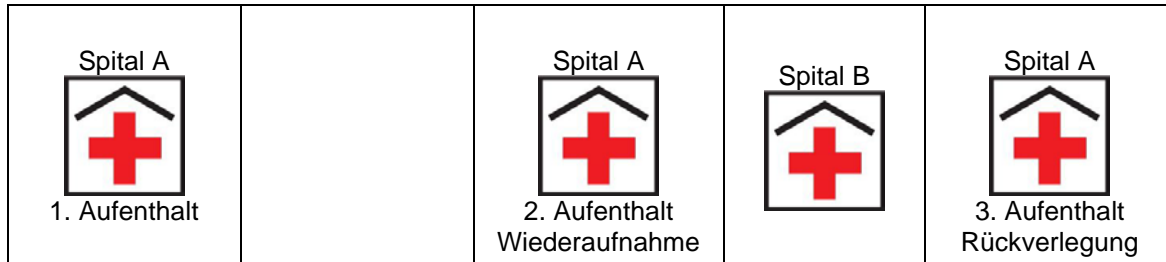 Spital A
1. Aufenthalt
Spital A
2. Aufenthalt
Wiederaufnahme
Spital B
Spital A
3. Aufenthalt
Rückverlegung